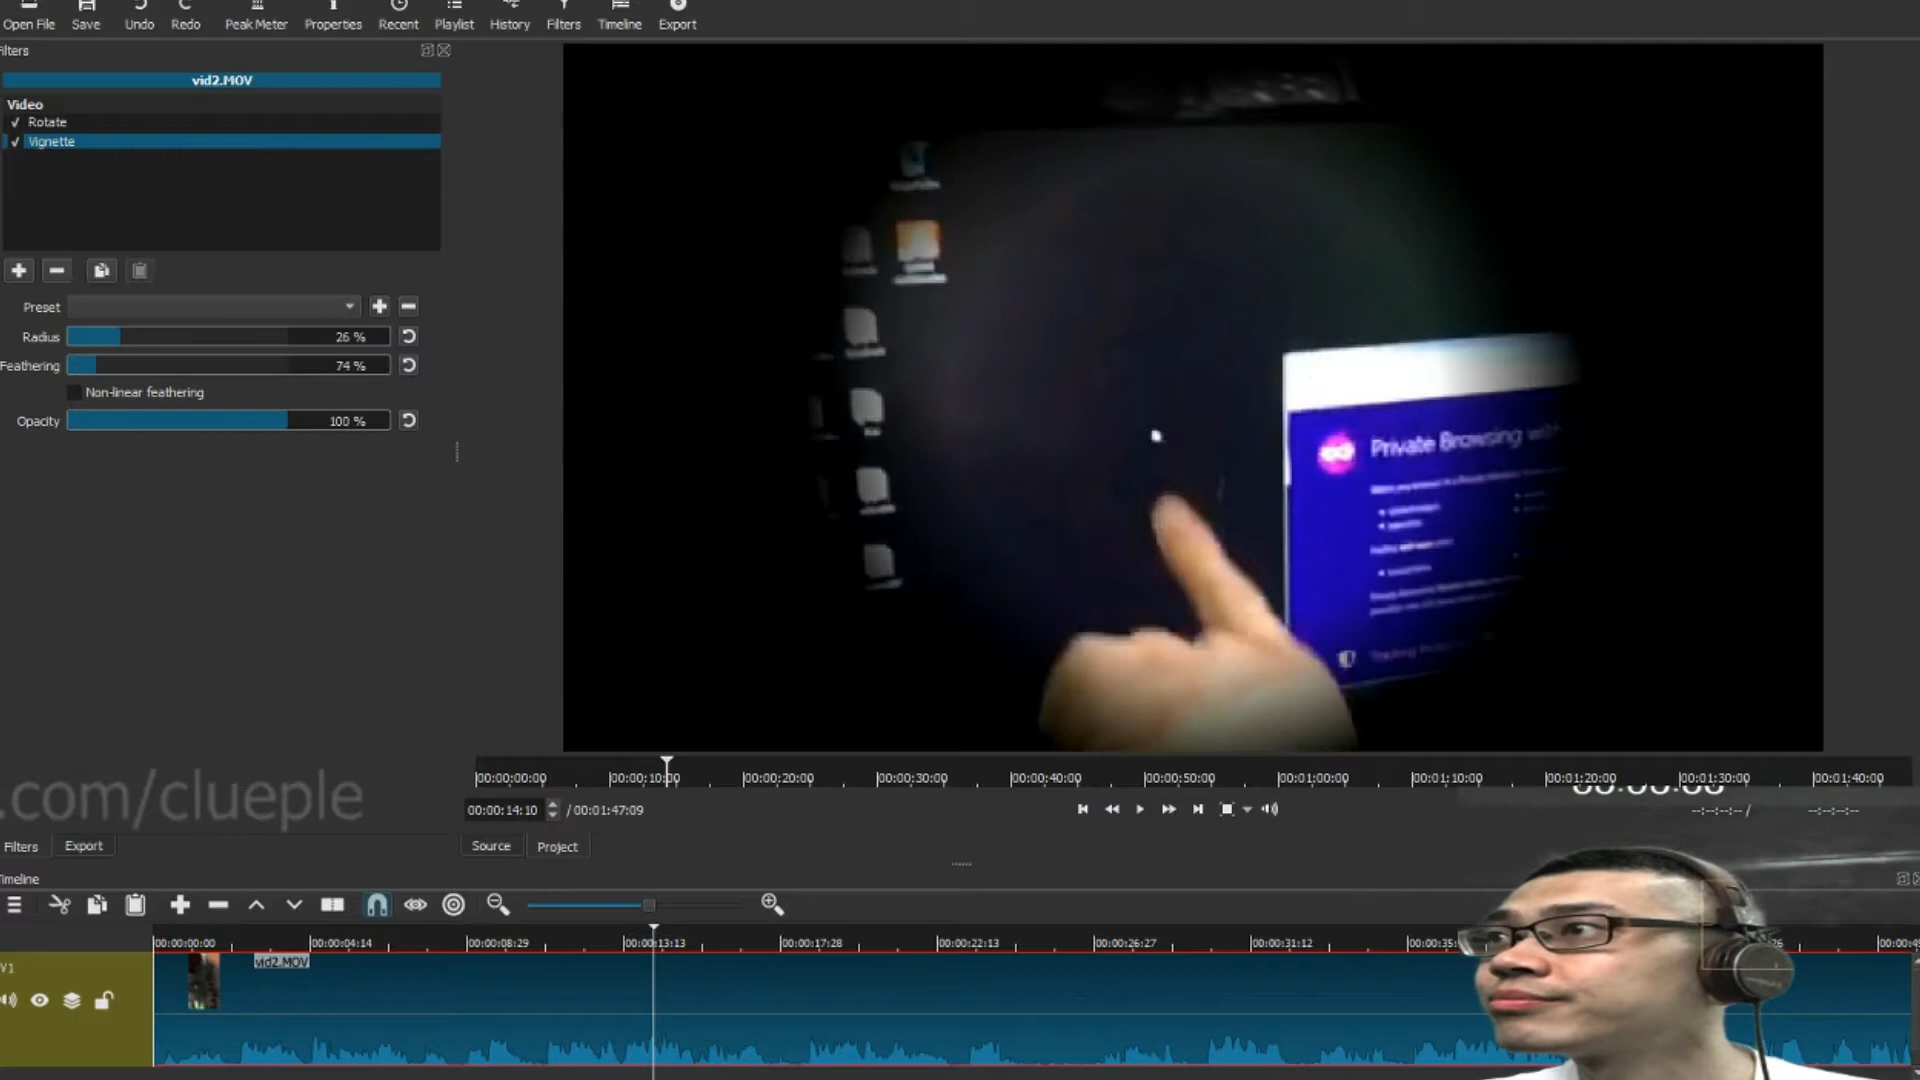 Open File Save Undo Redo Peak Meter Properties Recent Playlist History Filters Timeline Export
ilters
vid2.MOV
Video
Rotate
Vignette
Preset
Radius 26 %
Feathering 74 %
Non-linear feathering
Opacity 100 %
Private Browsing with
Tracking
00:00:00:00 00:00:10:00 00:00:20:00 00:00:30:00 00:00:40:00 00:00:50:00 00:01:00:00 00:01:10:00 00:01:20:00 00:01:30:00 00:01:40:00
.com/clueple
00:00:14:10 / 00:01:47:09
--:--:--:-- / --:--:--:--
Filters Export Source Project
Timeline
00:00:00:00 00:00:04:14 00:00:08:29 00:00:13:13 00:00:17:28 00:00:22:13 00:00:26:27 00:00:31:12 00:00:35:
V1
vid2.MOV